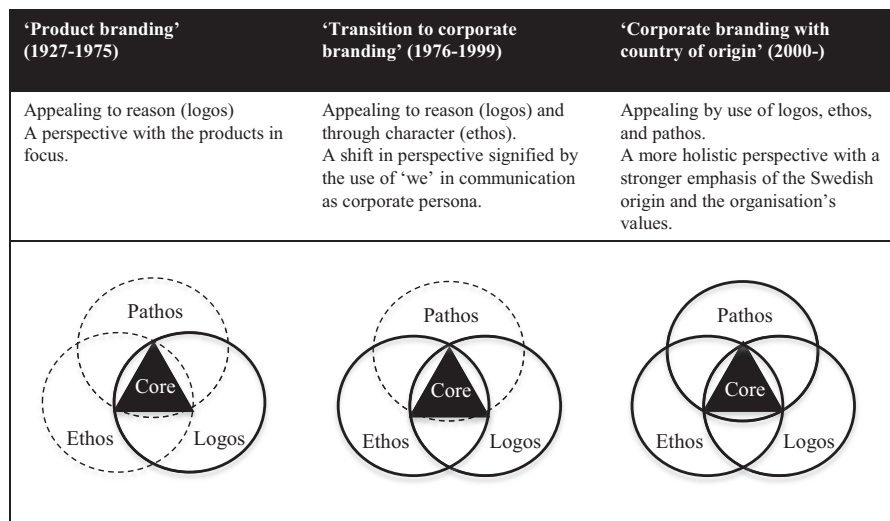 ‘Product branding’
(1927-1975)
‘Transition to corporate
branding’ (1976-1999)
‘Corporate branding with
country of origin’ (2000-)
Appealing to reason (logos)
A perspective with the products in
focus.
Appealing to reason (logos) and
through character (ethos).
A shift in perspective signified by
the use of ‘we’ in communication
as corporate persona.
Appealing by use of logos, ethos,
and pathos.
A more holistic perspective with a
stronger emphasis of the Swedish
origin and the organisation’s
values.
Pathos
Core
Ethos
Logos
Pathos
Core
Ethos
Logos
Pathos
Core
Ethos
Logos